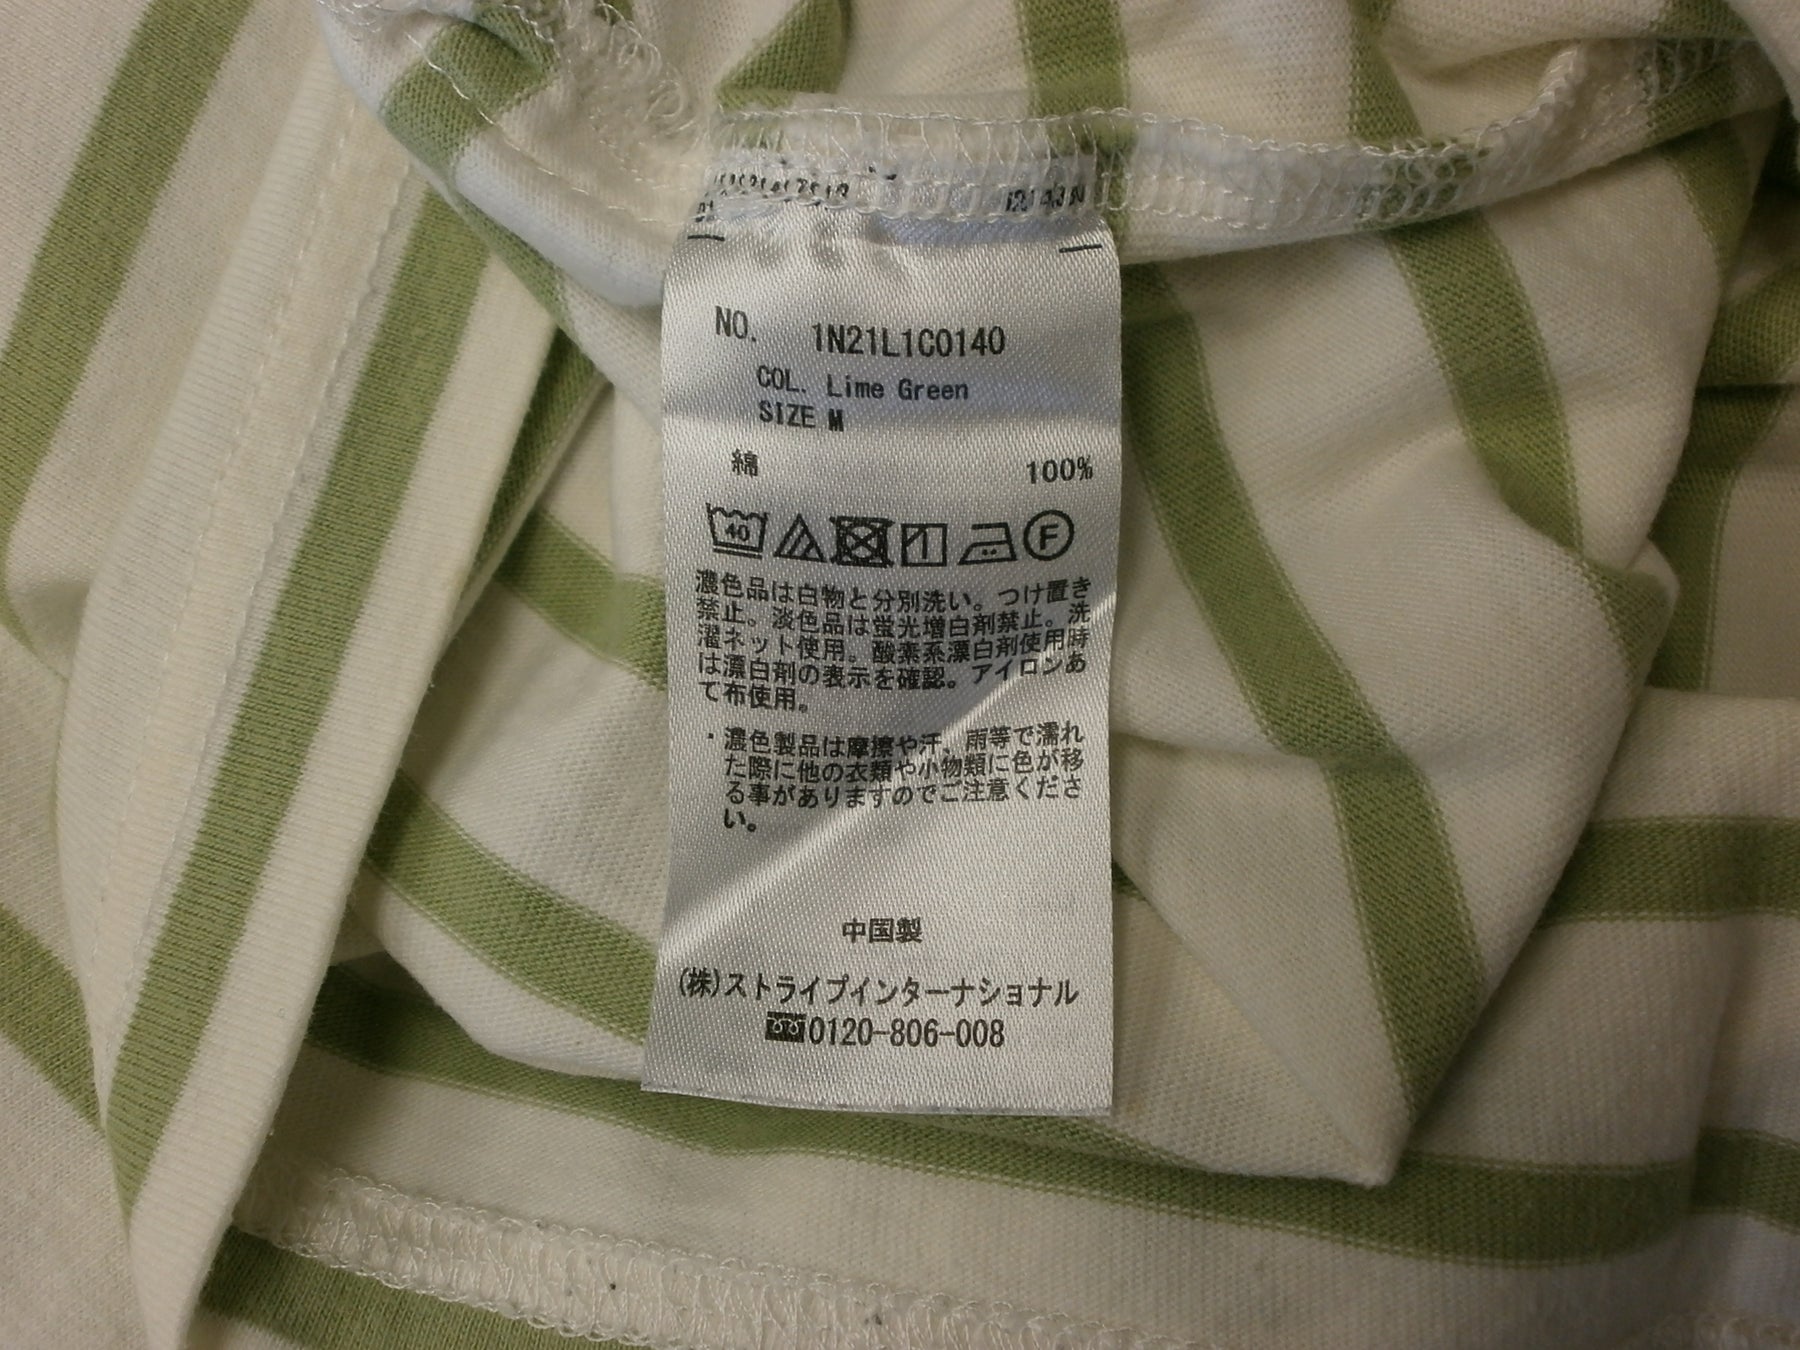 NO. 1N21L1C0140
COL. Lime Green
SIZE M
綿 100%
40 F
濃色品は白物と分別洗い。つけ置き
禁止。淡色品は蛍光増白剤禁止。洗
濯ネット使用。酸素系漂白剤使用時
は漂白剤の表示を確認。アイロンあ
て布使用。
・濃色製品は摩擦や汗、雨等で濡れ
た際に他の衣類や小物類に色が移
る事がありますのでご注意くださ
い。
中国製
(株)ストライプインターナショナル
0120-806-008